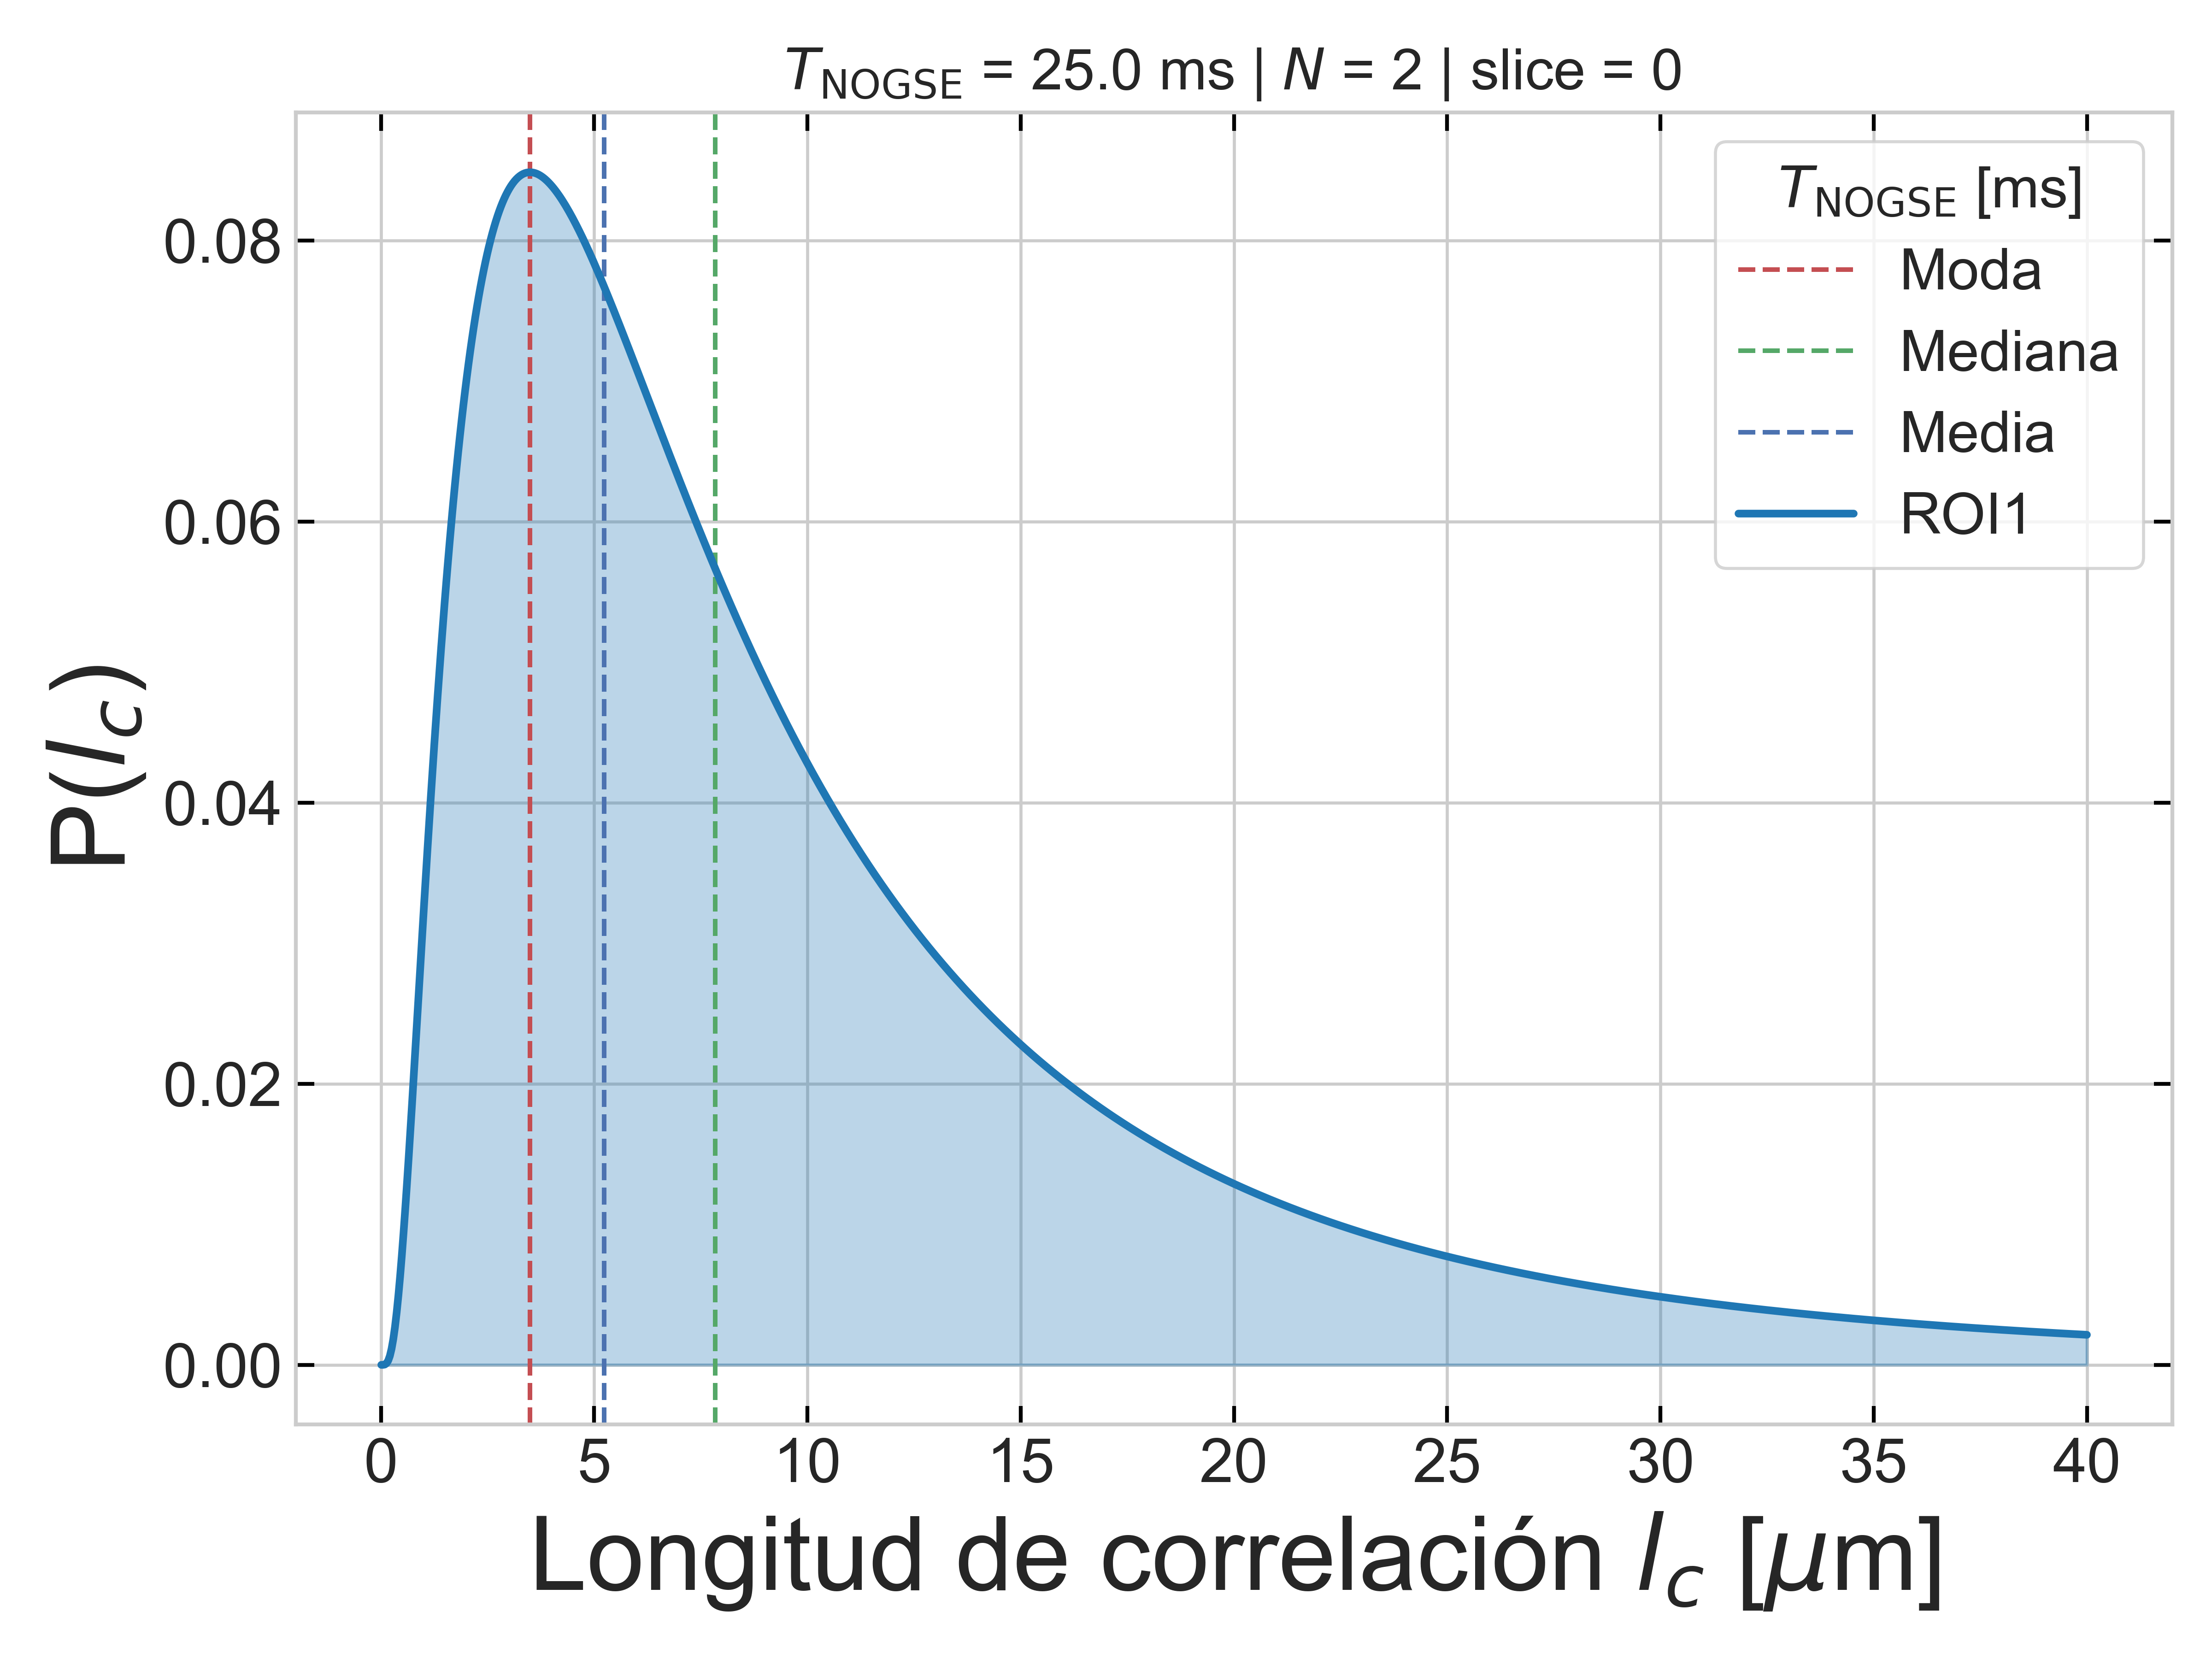 T_NOGSE = 25.0 ms | N = 2 | slice = 0
T_NOGSE [ms]
Moda
Mediana
Media
ROI1
P(l_c)
0.08
0.06
0.04
0.02
0.00
0 5 10 15 20 25 30 35 40
Longitud de correlación l_c [μm]